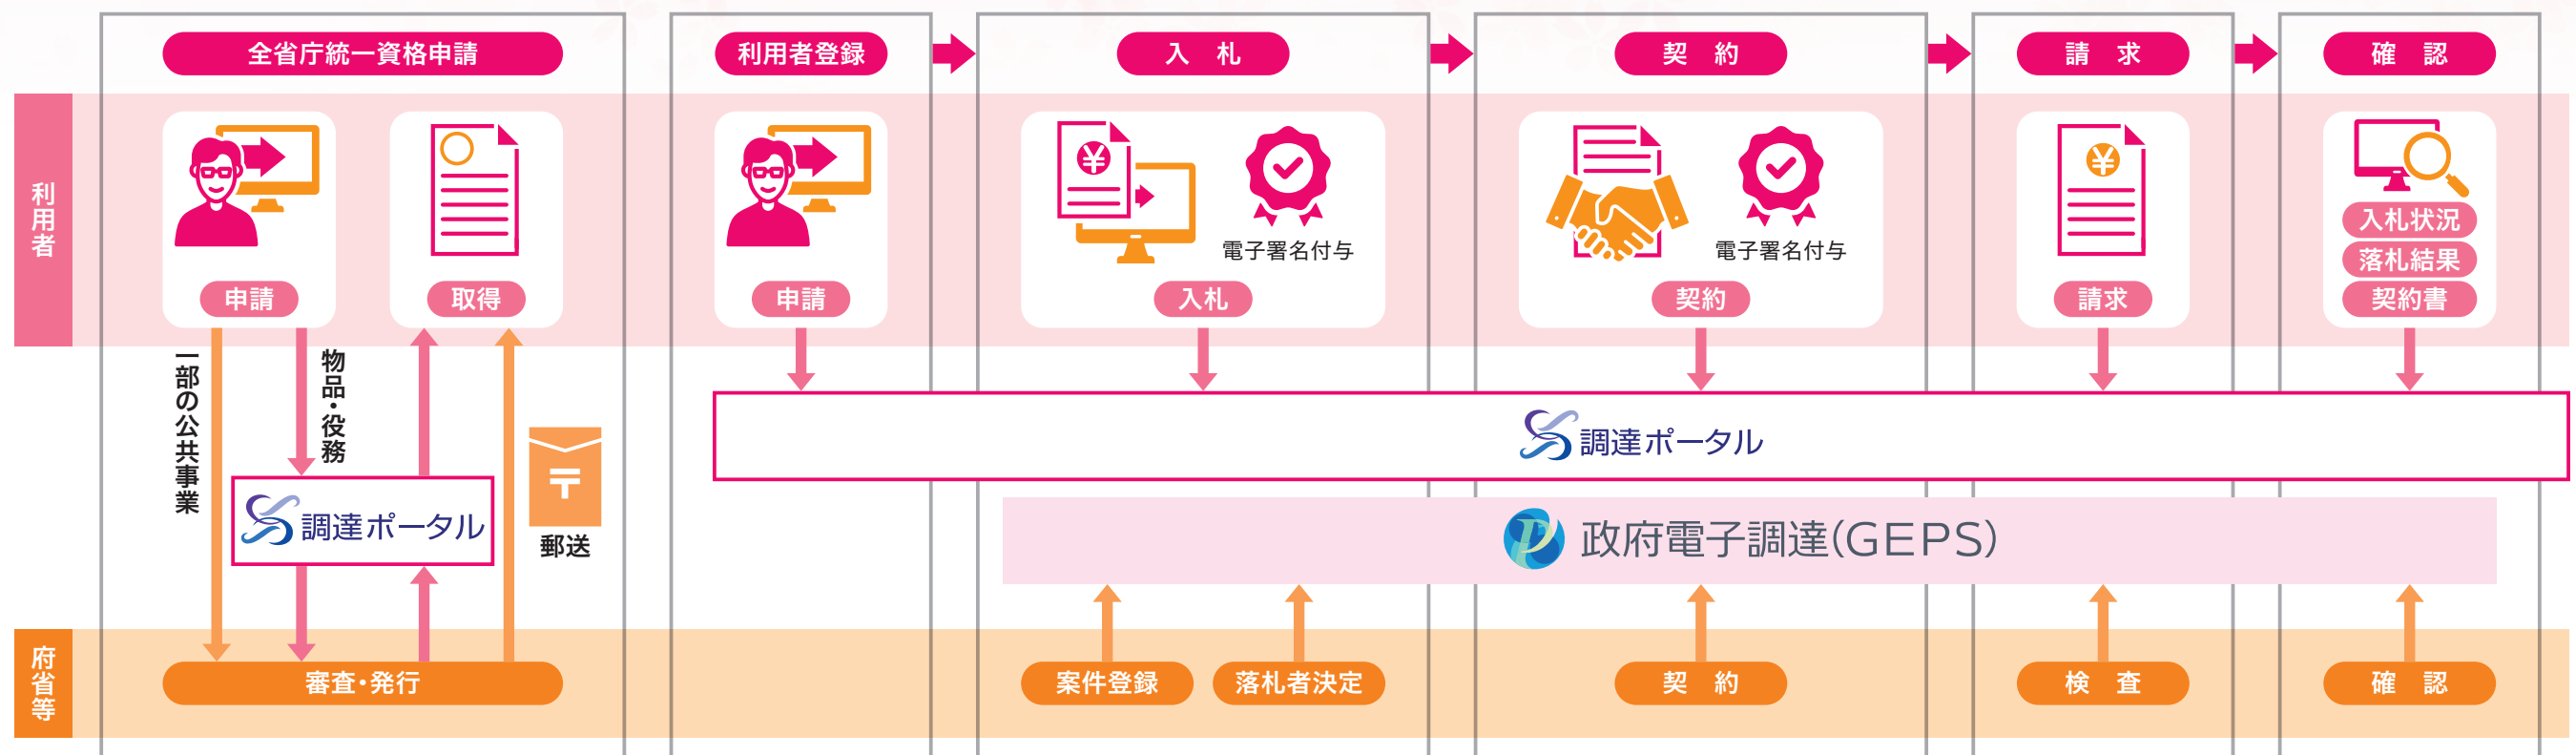 全省庁統一資格申請
利用者登録
入 札
契 約
請 求
確 認
利用者
申請
取得
申請
電子署名付与
入札
電子署名付与
契約
請求
入札状況
落札結果
契約書
一部の公共事業
物品・役務
〒
郵送
調達ポータル
調達ポータル
政府電子調達(GEPS)
府省等
審査・発行
案件登録
落札者決定
契 約
検 査
確 認